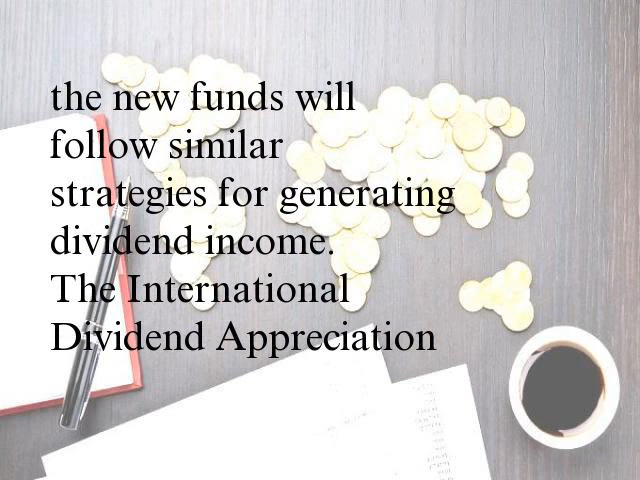 the new funds will
follow similar
strategies for generating
dividend income.
The International
Dividend Appreciation